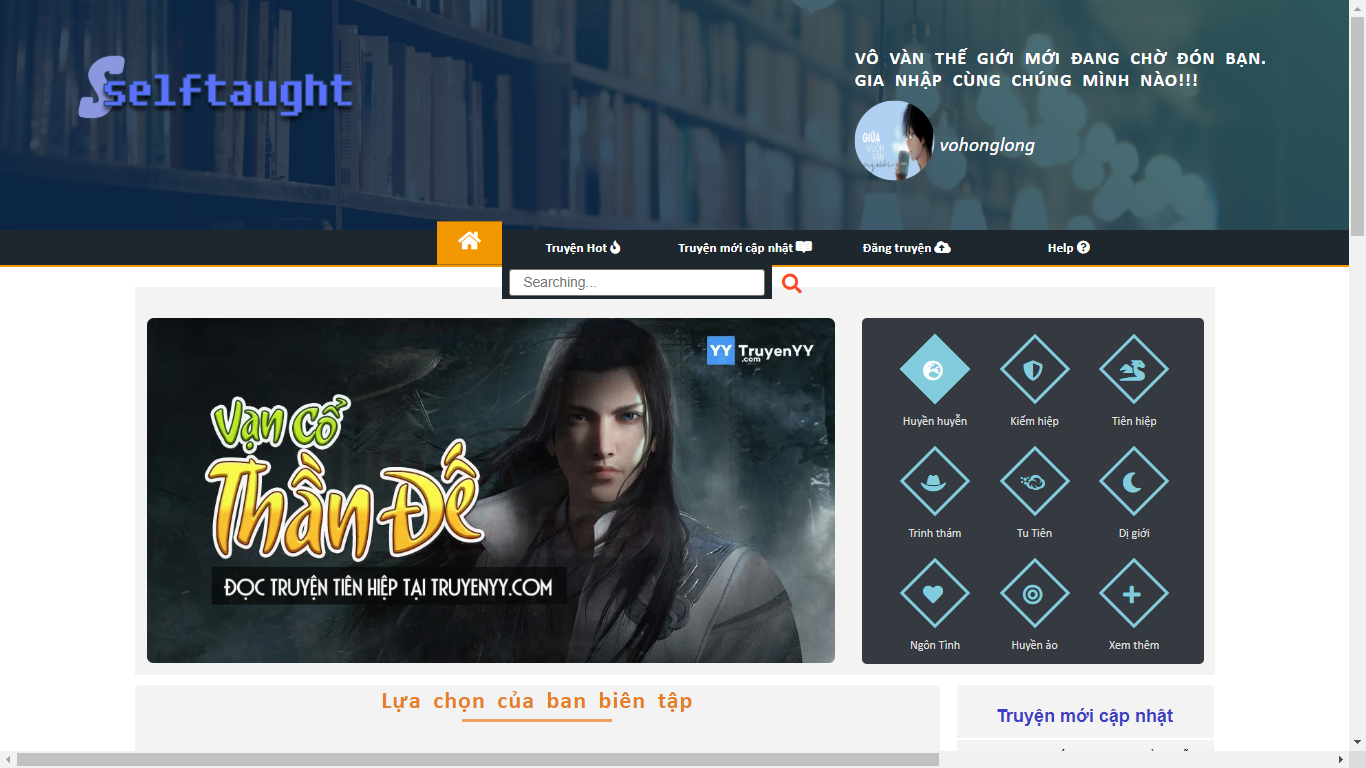 Sselftaught
VÔ VÀN THẾ GIỚI MỚI ĐANG CHỜ ĐÓN BẠN.
GIA NHẬP CÙNG CHÚNG MÌNH NÀO!!!
GIỮA
vohonglong
Truyện Hot
Truyện mới cập nhật
Đăng truyện
Help
Searching...
YY TruyenYY
.com
Vạn Cổ
Thần Đế
ĐỌC TRUYỆN TIÊN HIỆP TẠI TRUYENYY.COM
Huyền huyễn
Kiếm hiệp
Tiên hiệp
Trinh thám
Tu Tiên
Dị giới
Ngôn Tình
Huyền ảo
Xem thêm
Lựa chọn của ban biên tập
Truyện mới cập nhật